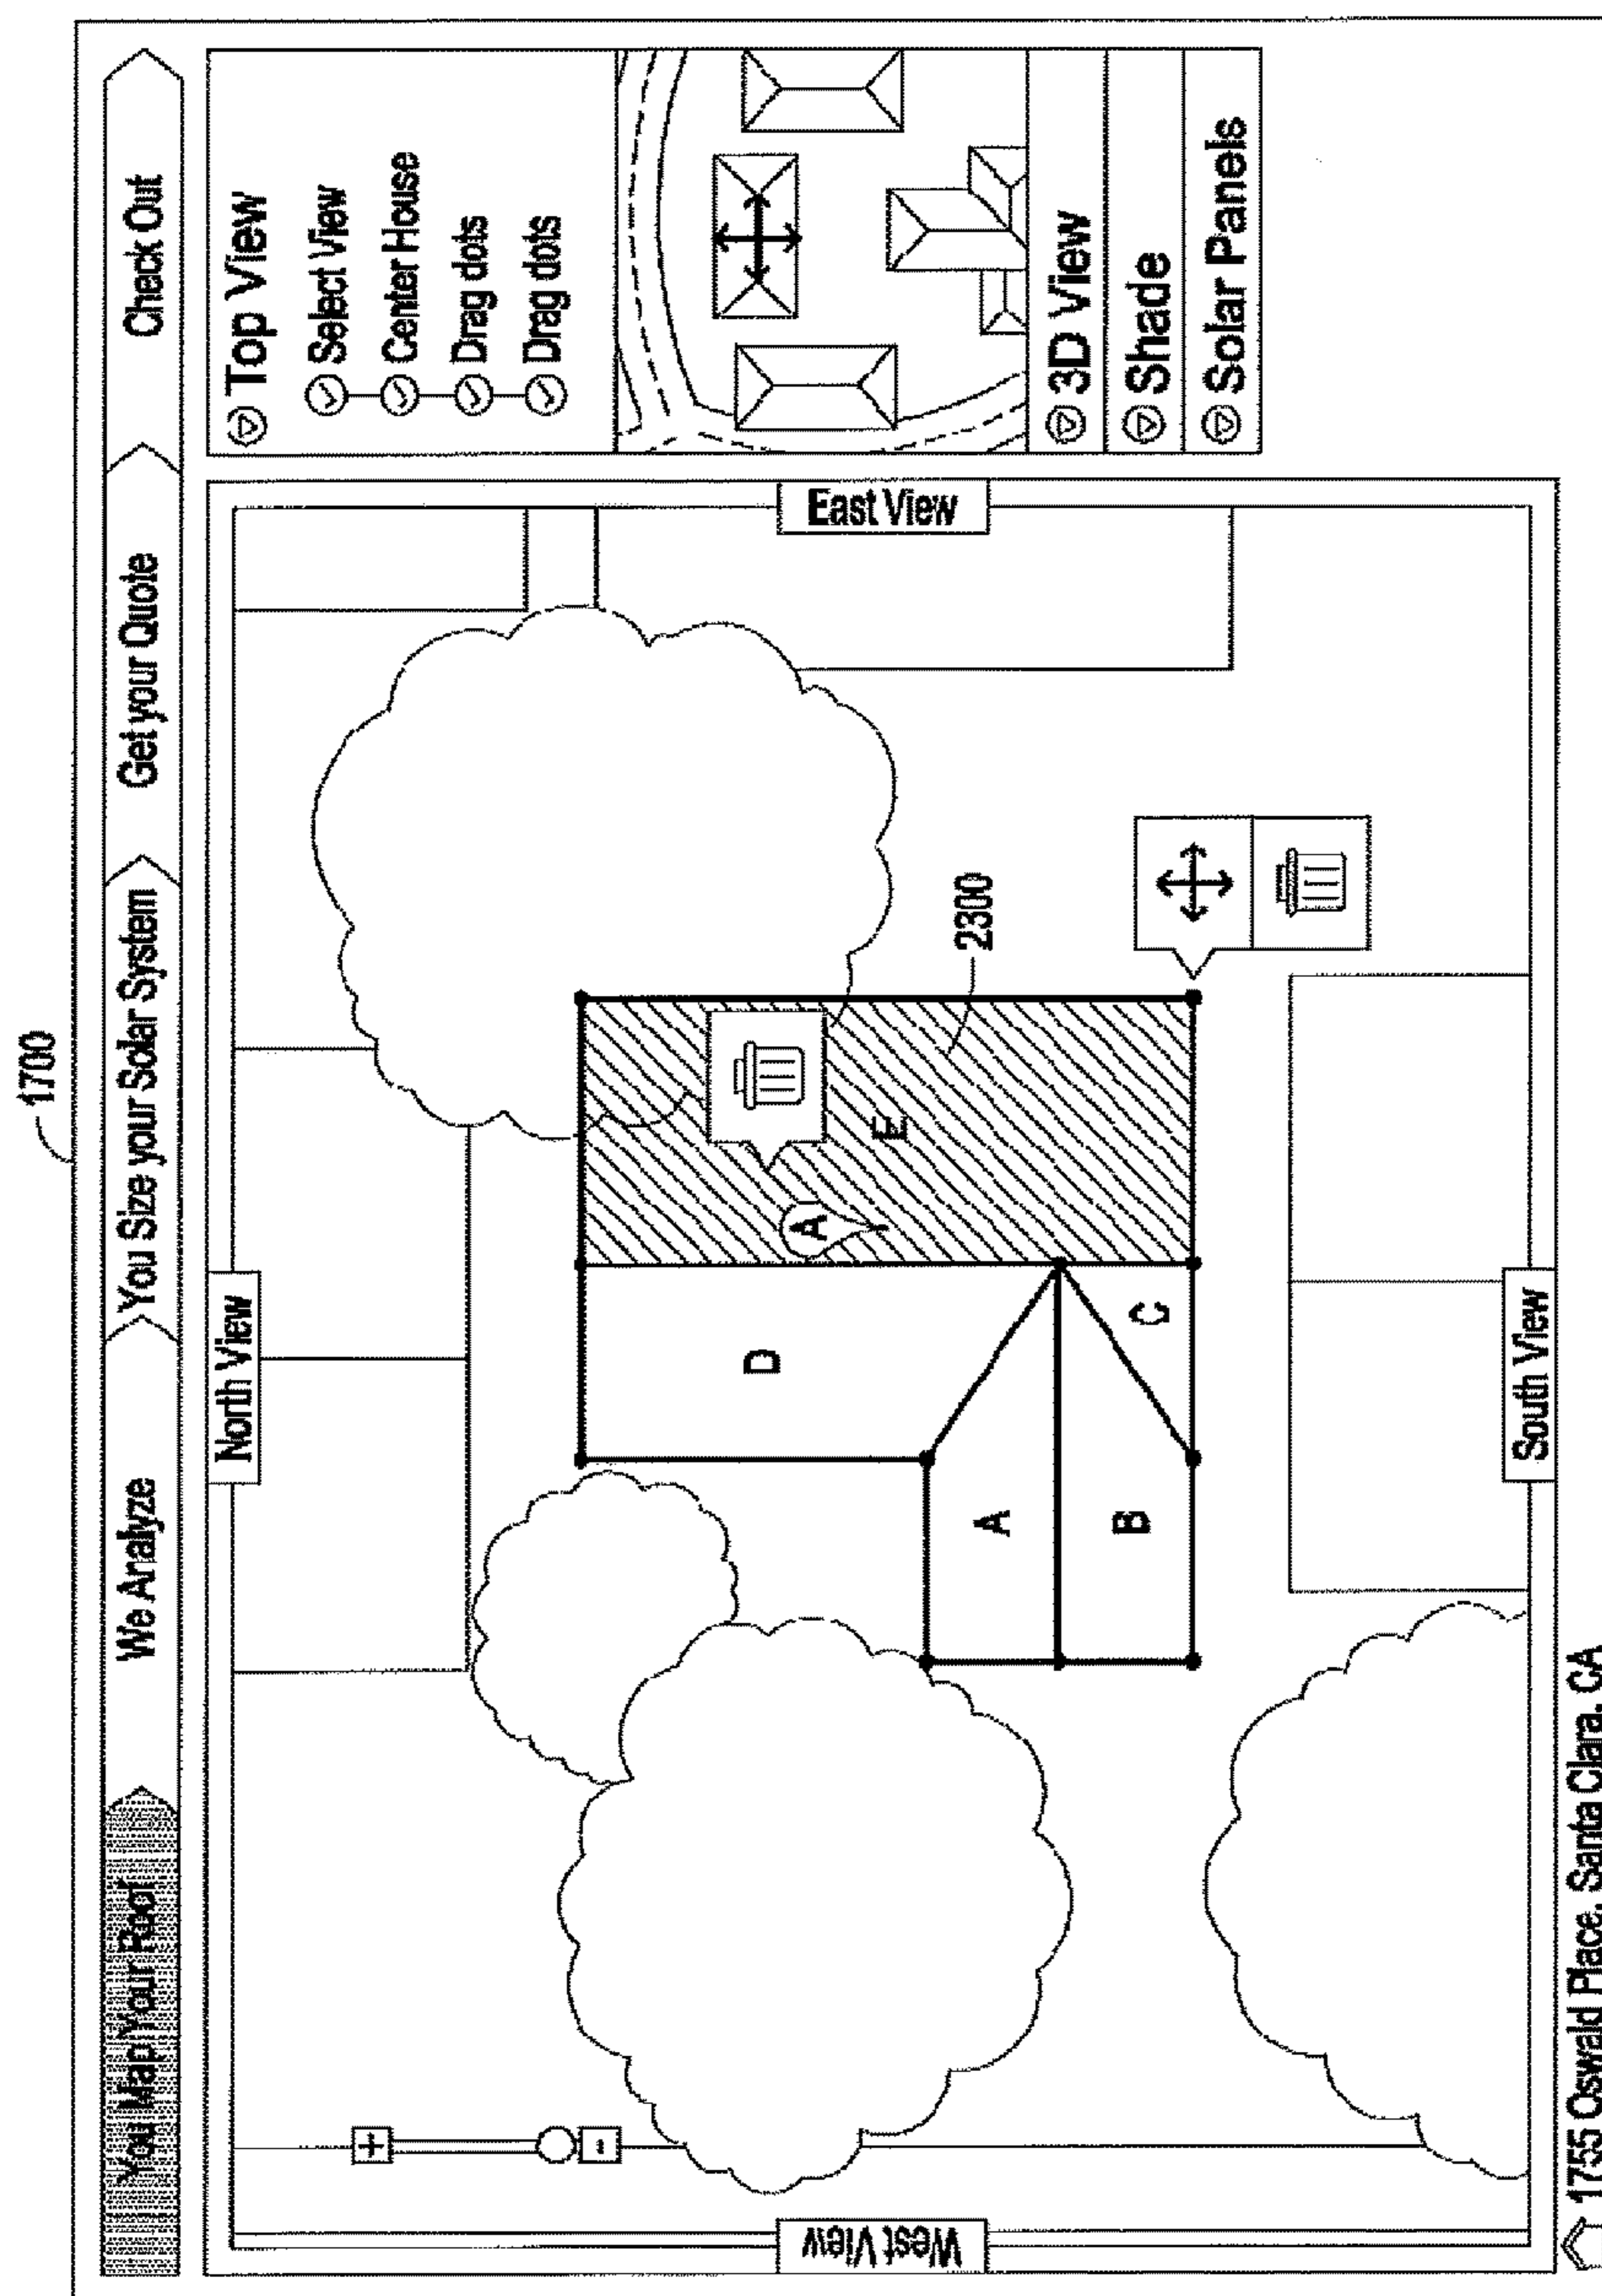 1700
You Map Your Roof
We Analyze
You Size your Solar System
Get your Quote
Check Out
North View
West View
East View
South View
+
-
D
A
E
2300
A
C
B
Top View
Select View
Center House
Drag dots
Drag dots
3D View
Shade
Solar Panels
1755 Oswald Place, Santa Clara, CA